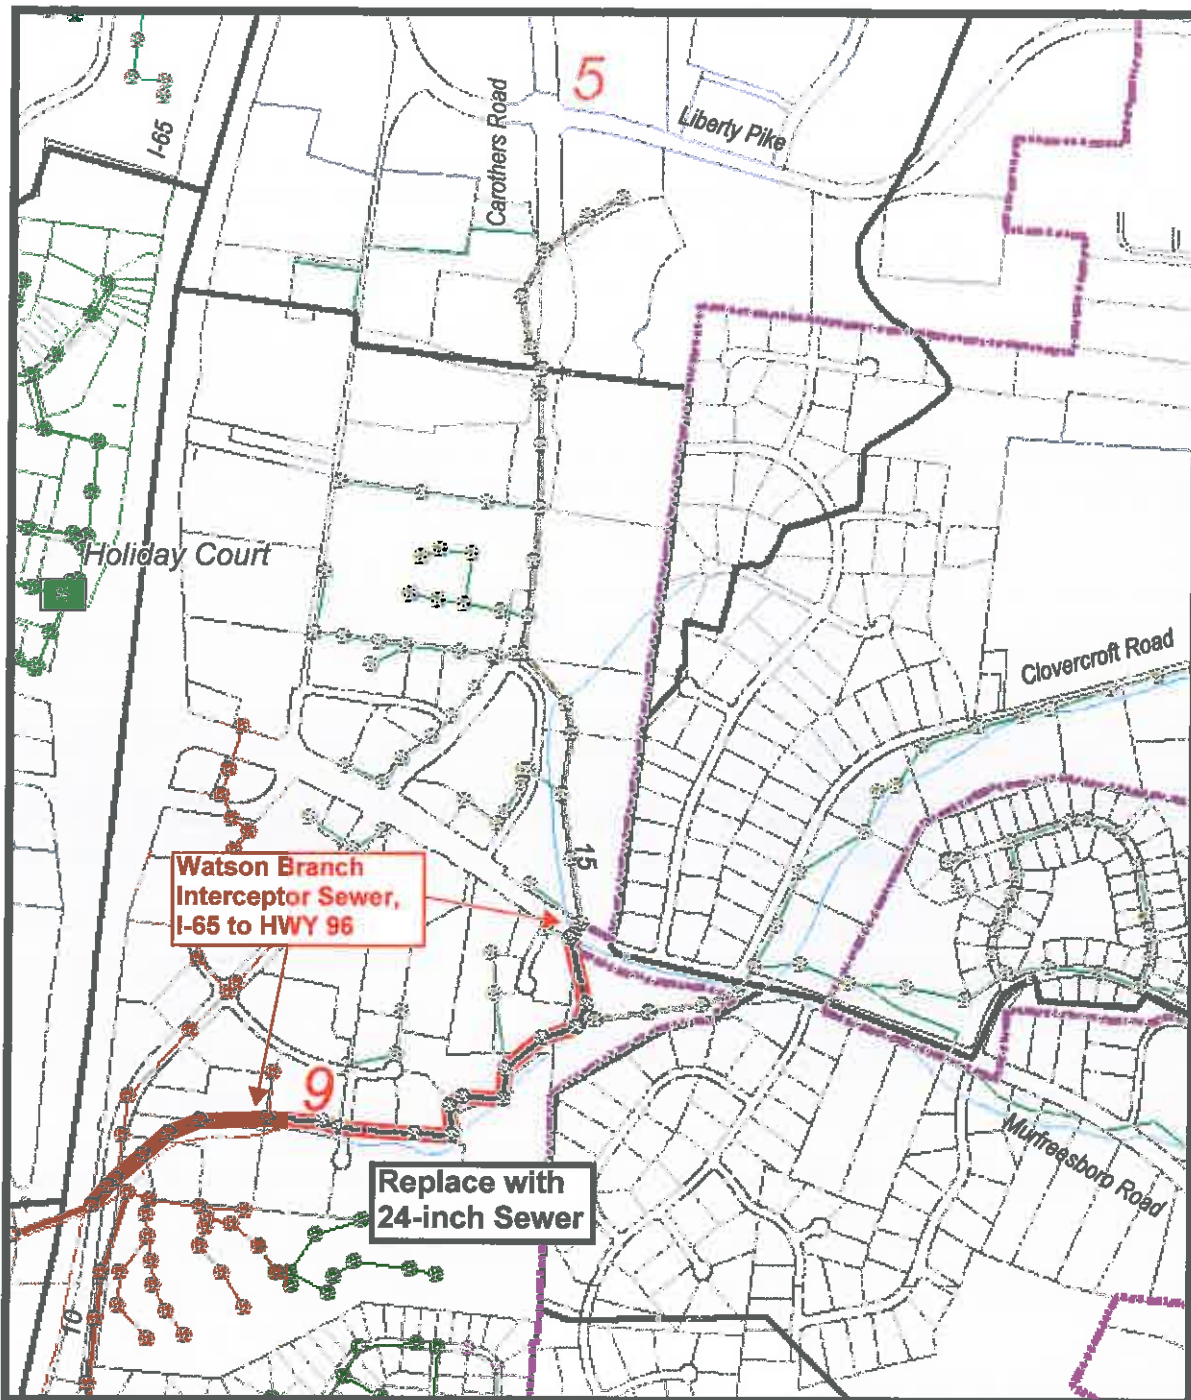 5
I-65
Carothers Road
Liberty Pike
Holiday Court
Clovercroft Road
15
Watson Branch
Interceptor Sewer,
I-65 to HWY 96
9
Replace with
24-inch Sewer
Murfreesboro Road
10